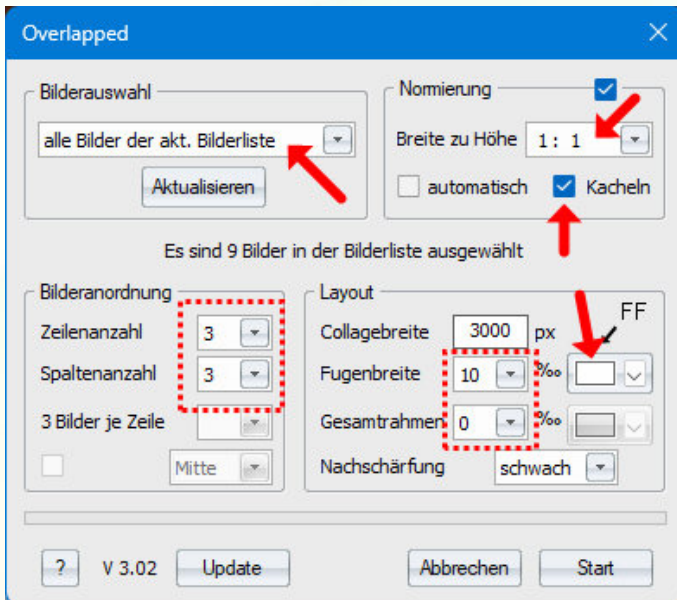 Overlapped
Bilderauswahl
alle Bilder der akt. Bilderliste
Aktualisieren
Normierung
Breite zu Höhe 1 : 1
automatisch Kacheln
Es sind 9 Bilder in der Bilderliste ausgewählt
Bilderanordnung
Zeilenanzahl 3
Spaltenanzahl 3
3 Bilder je Zeile
Mitte
Layout
FF
Collagebreite 3000 px
Fugenbreite 10 ‰
Gesamtrahmen 0 ‰
Nachschärfung schwach
? V 3.02 Update Abbrechen Start